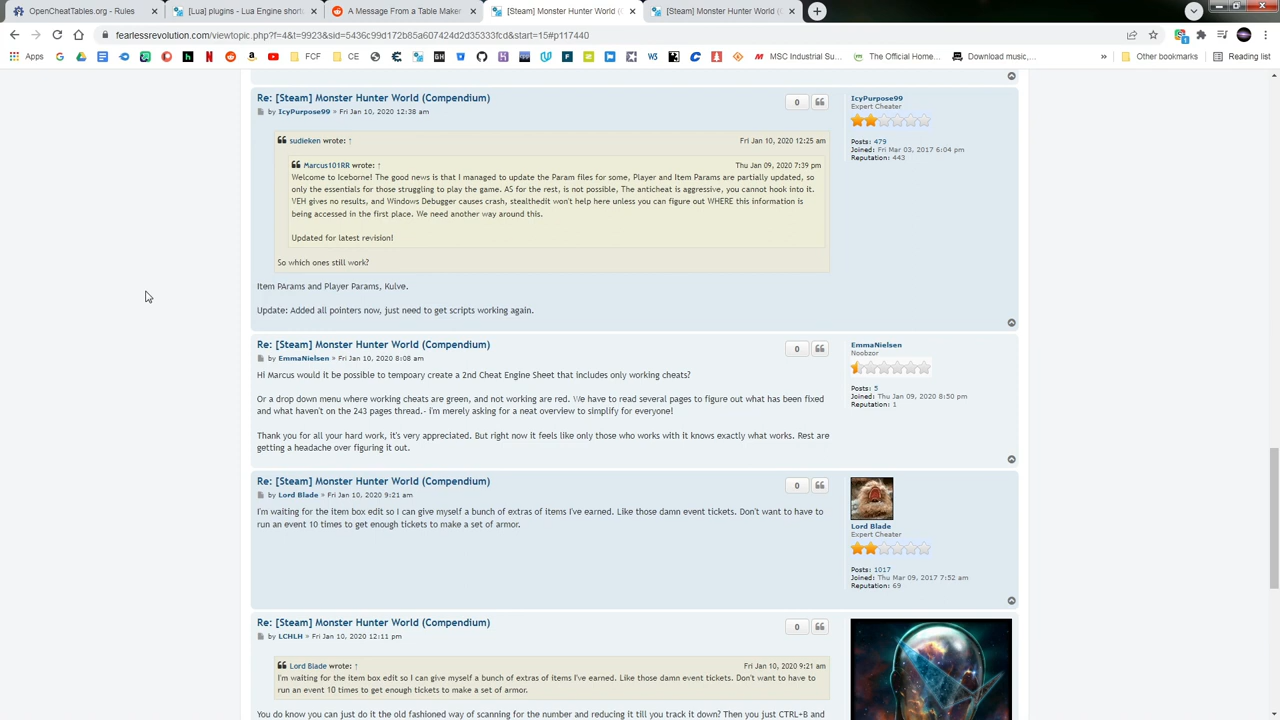 OpenCheatTables.org - Rules
[Lua] plugins - Lua Engine short
A Message From a Table Maker
[Steam] Monster Hunter World (C
[Steam] Monster Hunter World (C
fearlessrevolution.com/viewtopic.php?f=4&t=9923&sid=5436c99d172b85a607424d2d35333fcd&start=15#p117440
Apps
FCF
CE
MSC Industrial Su...
The Official Home...
Download music,...
»
Other bookmarks
Reading list
Re: [Steam] Monster Hunter World (Compendium)
by IcyPurpose99 » Fri Jan 10, 2020 12:38 am
0
IcyPurpose99
Expert Cheater
Posts: 479
Joined: Fri Mar 03, 2017 6:04 pm
Reputation: 443
sudieken wrote: ↑
Fri Jan 10, 2020 12:25 am
Marcus101RR wrote: ↑
Thu Jan 09, 2020 7:39 pm
Welcome to Iceborne! The good news is that I managed to update the Param files for some, Player and Item Params are partially updated, so
only the essentials for those struggling to play the game. AS for the rest, is not possible, The anticheat is aggressive, you cannot hook into it.
VEH gives no results, and Windows Debugger causes crash, stealthedit won't help here unless you can figure out WHERE this information is
being accessed in the first place. We need another way around this.
Updated for latest revision!
So which ones still work?
Item PArams and Player Params, Kulve.
Update: Added all pointers now, just need to get scripts working again.
Re: [Steam] Monster Hunter World (Compendium)
by EmmaNielsen » Fri Jan 10, 2020 8:08 am
0
EmmaNielsen
Noobzor
Posts: 5
Joined: Thu Jan 09, 2020 8:50 pm
Reputation: 1
Hi Marcus would it be possible to tempoary create a 2nd Cheat Engine Sheet that includes only working cheats?
Or a drop down menu where working cheats are green, and not working are red. We have to read several pages to figure out what has been fixed
and what haven't on the 243 pages thread.- I'm merely asking for a neat overview to simplify for everyone!
Thank you for all your hard work, it's very appreciated. But right now it feels like only those who works with it knows exactly what works. Rest are
getting a headache over figuring it out.
Re: [Steam] Monster Hunter World (Compendium)
by Lord Blade » Fri Jan 10, 2020 9:21 am
0
Lord Blade
Expert Cheater
Posts: 1017
Joined: Thu Mar 09, 2017 7:52 am
Reputation: 69
I'm waiting for the item box edit so I can give myself a bunch of extras of items I've earned. Like those damn event tickets. Don't want to have to
run an event 10 times to get enough tickets to make a set of armor.
Re: [Steam] Monster Hunter World (Compendium)
by LCHLH » Fri Jan 10, 2020 12:11 pm
0
Lord Blade wrote: ↑
Fri Jan 10, 2020 9:21 am
I'm waiting for the item box edit so I can give myself a bunch of extras of items I've earned. Like those damn event tickets. Don't want to have to
run an event 10 times to get enough tickets to make a set of armor.
You do know you can just do it the old fashioned way of scanning for the number and reducing it till you track it down? Then you just CTRL+B and